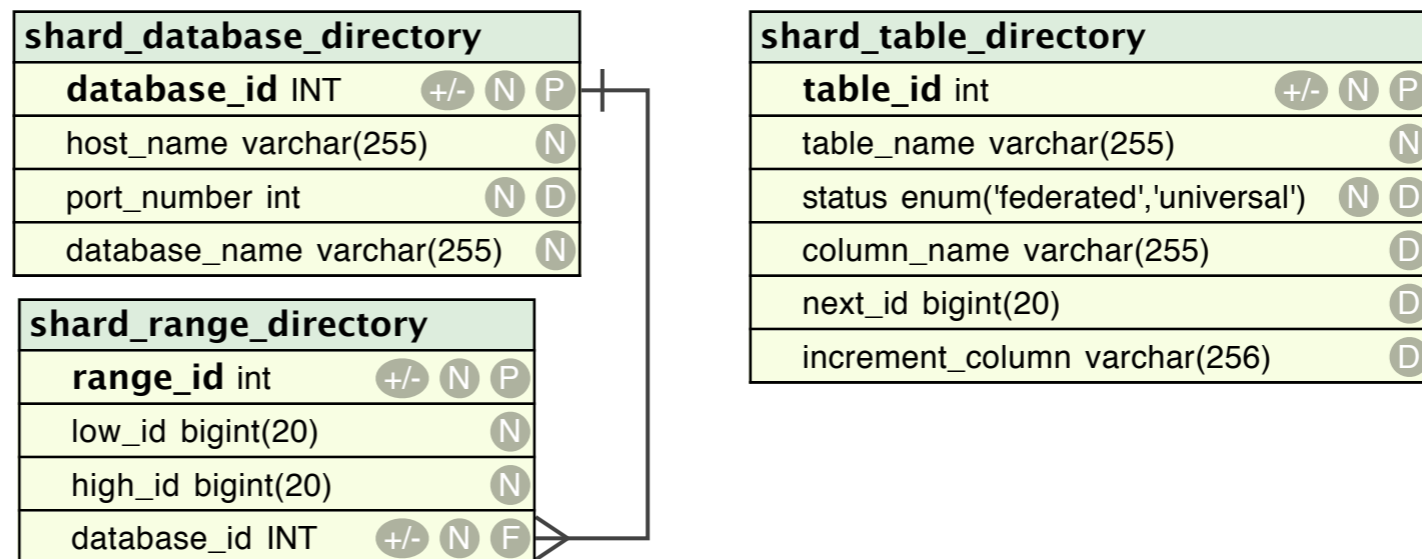 shard_database_directory
database_id INT +/- N P
host_name varchar(255) N
port_number int N D
database_name varchar(255) N
shard_range_directory
range_id int +/- N P
low_id bigint(20) N
high_id bigint(20) N
database_id INT +/- N F
shard_table_directory
table_id int +/- N P
table_name varchar(255) N
status enum('federated','universal') N D
column_name varchar(255) D
next_id bigint(20) D
increment_column varchar(256) D